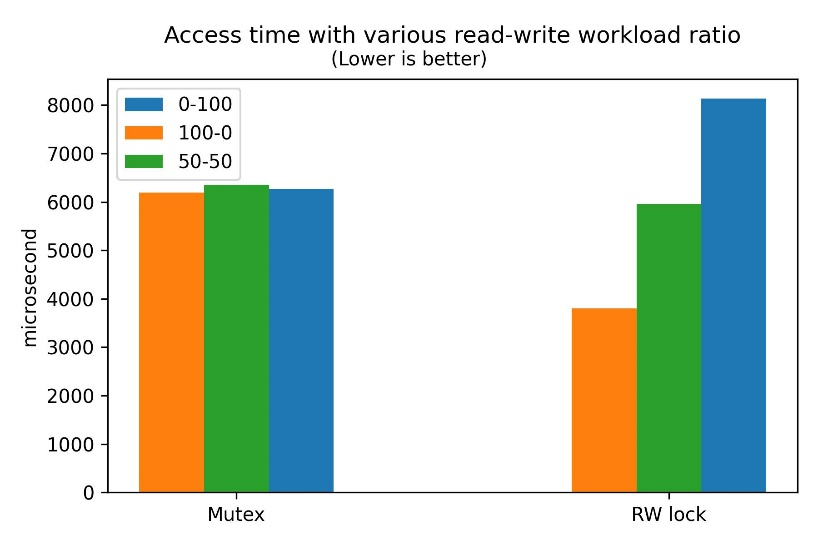 Access time with various read-write workload ratio
(Lower is better)
0-100
100-0
50-50
8000
7000
6000
5000
4000
3000
2000
1000
0
microsecond
Mutex
RW lock